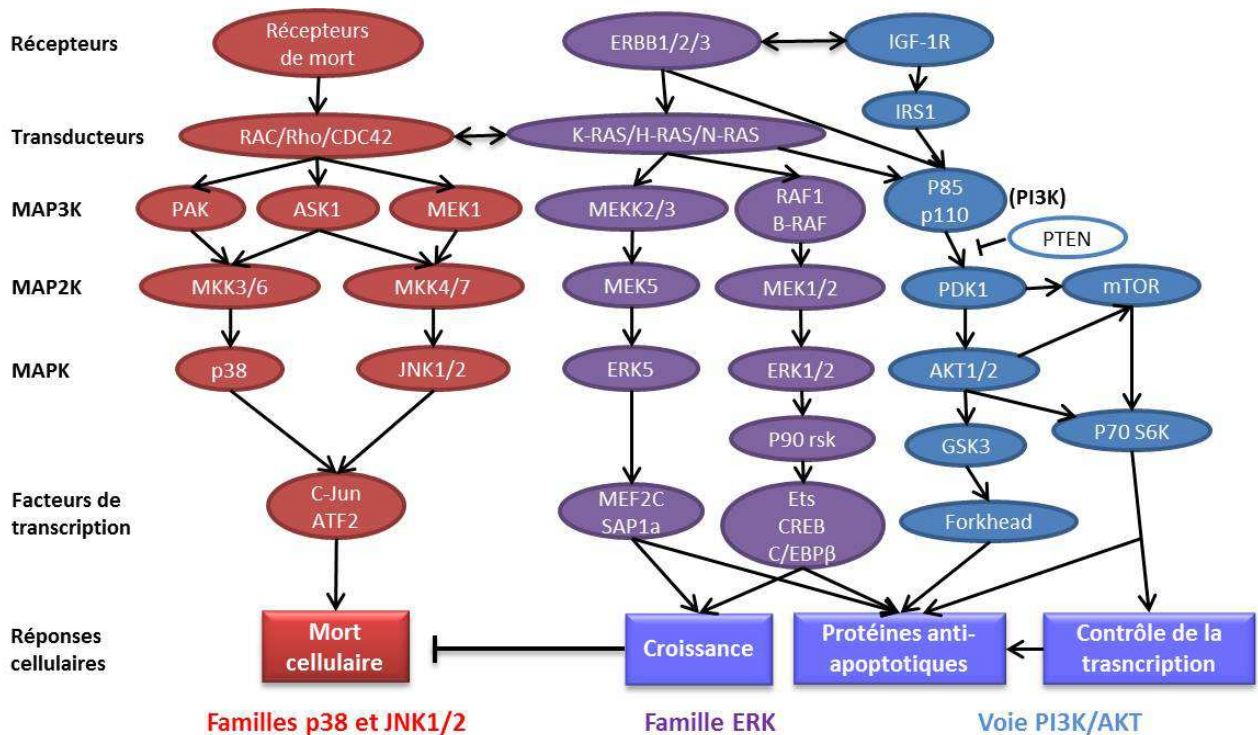 Récepteurs
Récepteurs
de mort
ERBB1/2/3
IGF-1R
IRS1
Transducteurs
RAC/Rho/CDC42
K-RAS/H-RAS/N-RAS
MAP3K
PAK
ASK1
MEK1
MEKK2/3
RAF1
B-RAF
P85
p110
(PI3K)
PTEN
MAP2K
MKK3/6
MKK4/7
MEK5
MEK1/2
PDK1
mTOR
MAPK
p38
JNK1/2
ERK5
ERK1/2
AKT1/2
P90 rsk
GSK3
P70 S6K
Facteurs de
transcription
C-Jun
ATF2
MEF2C
SAP1a
Ets
CREB
C/EBPβ
Forkhead
Réponses
cellulaires
Mort
cellulaire
Croissance
Protéines anti-
apoptotiques
Contrôle de la
trasncription
Familles p38 et JNK1/2
Famille ERK
Voie PI3K/AKT